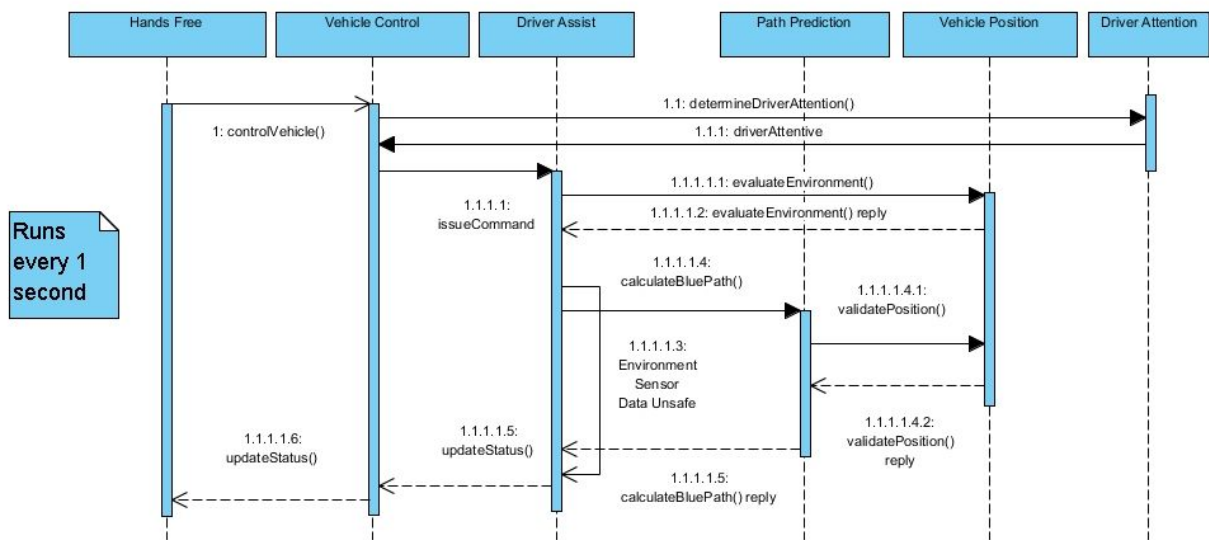 Hands Free
Vehicle Control
Driver Assist
Path Prediction
Vehicle Position
Driver Attention
1: controlVehicle()
1.1: determineDriverAttention()
1.1.1: driverAttentive
1.1.1.1:
issueCommand
1.1.1.1.1: evaluateEnvironment()
1.1.1.1.2: evaluateEnvironment() reply
Runs
every 1
second
1.1.1.1.4:
calculateBluePath()
1.1.1.1.4.1:
validatePosition()
1.1.1.1.3:
Environment
Sensor
Data Unsafe
1.1.1.1.4.2:
validatePosition()
reply
1.1.1.1.6:
updateStatus()
1.1.1.1.5:
updateStatus()
1.1.1.1.5:
calculateBluePath() reply